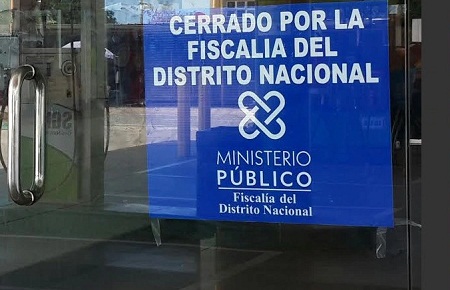 CERRADO POR LA
FISCALIA DEL
DISTRITO NACIONAL
MINISTERIO
PÚBLICO
Fiscalía del
Distrito Nacional